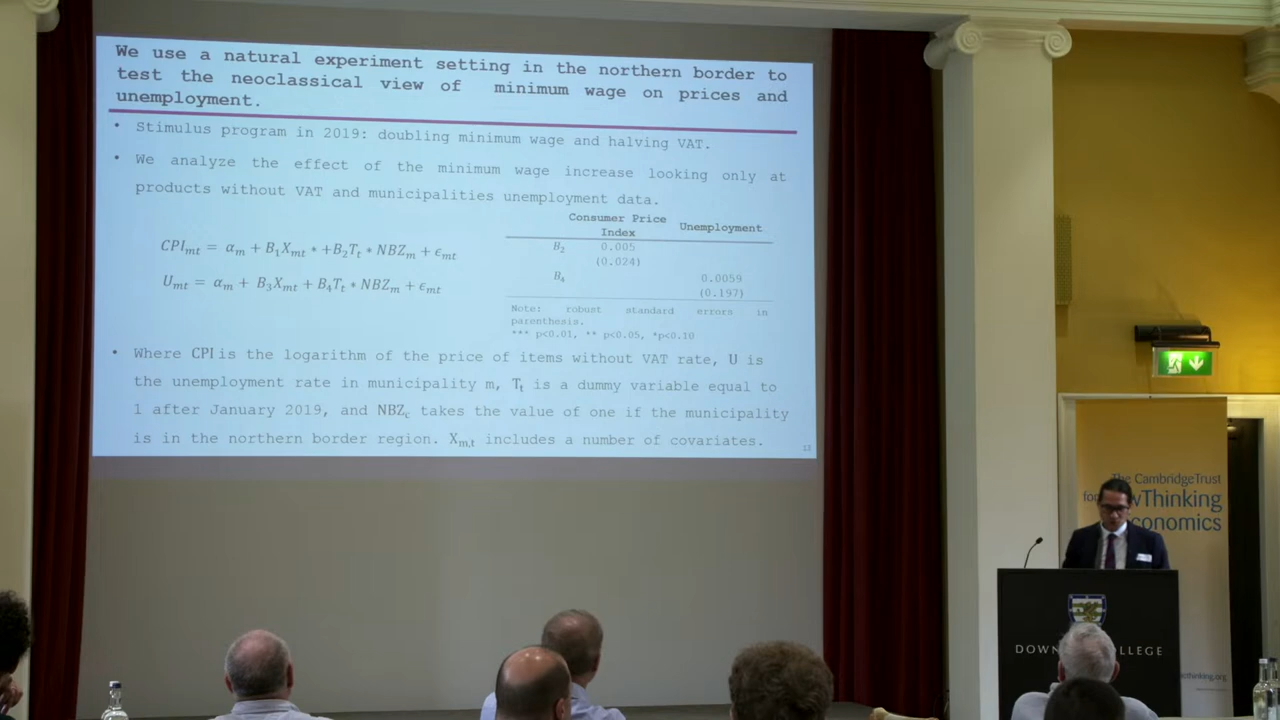 We use a natural experiment setting in the northern border to
test the neoclassical view of minimum wage on prices and
unemployment.
• Stimulus program in 2019: doubling minimum wage and halving VAT.
• We analyze the effect of the minimum wage increase looking only at
products without VAT and municipalities unemployment data.
CPI_mt = α_m + B_1X_mt * +B_2T_t * NBZ_m + ϵ_mt
U_mt = α_m + B_3X_mt + B_4T_t * NBZ_m + ϵ_mt
Consumer Price
Index
Unemployment
B_2 0.005
(0.024)
B_4 0.0059
(0.197)
Note: robust standard errors in
parenthesis.
*** p<0.01, ** p<0.05, *p<0.10
• Where CPI is the logarithm of the price of items without VAT rate, U is
the unemployment rate in municipality m, T_t is a dummy variable equal to
1 after January 2019, and NBZ_c takes the value of one if the municipality
is in the northern border region. X_m,t includes a number of covariates.
The CambridgeTrust
for wThinking
conomics
DOWN LLEGE